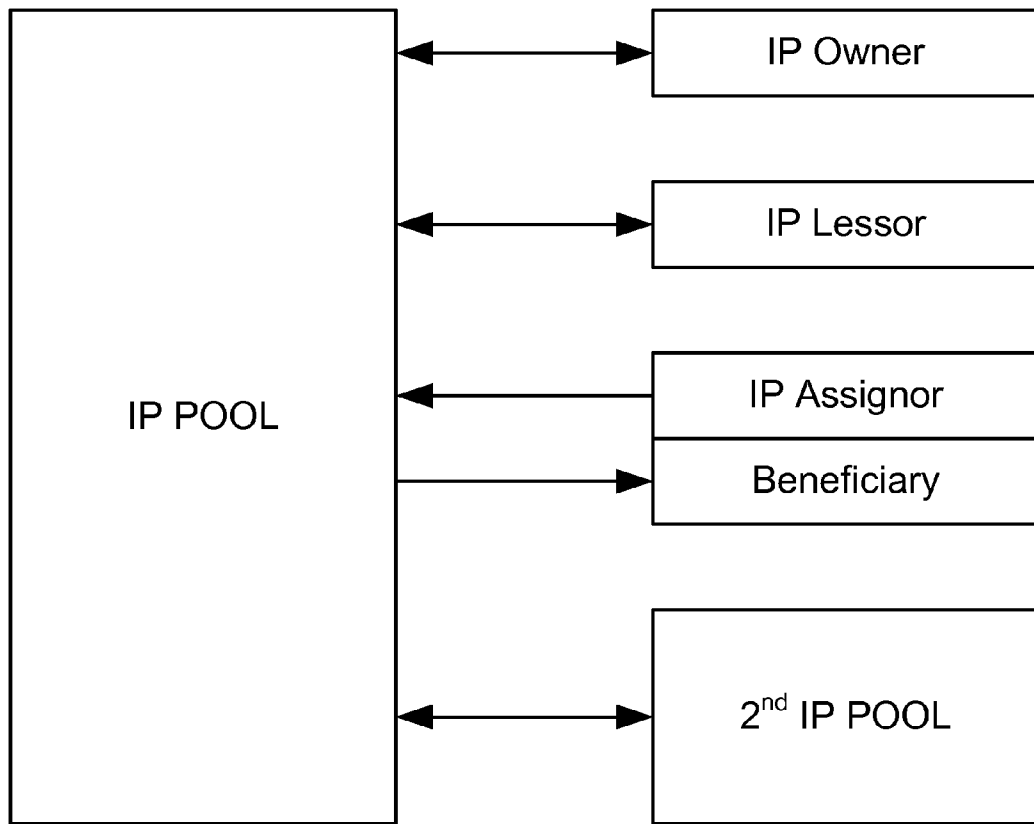 IP Owner
IP Lessor
IP Assignor
IP POOL
Beneficiary
2nd IP POOL